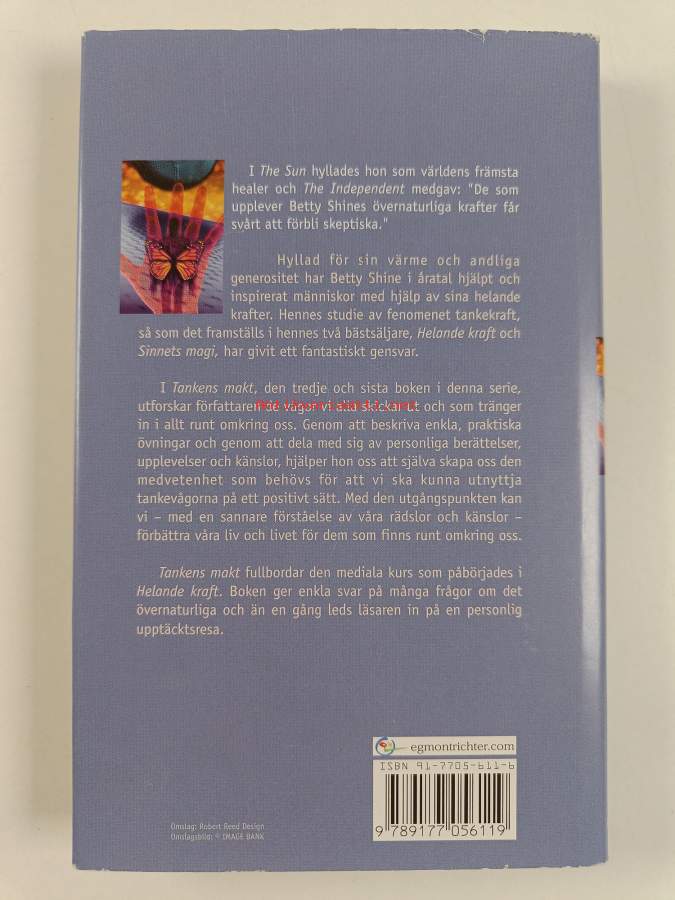 I The Sun hyllades hon som världens främsta
healer och The Independent medgav: "De som
upplever Betty Shines övernaturliga krafter får
svårt att förbli skeptiska."
Hyllad för sin värme och andliga
generositet har Betty Shine i åratal hjälpt och
inspirerat människor med hjälp av sina helande
krafter. Hennes studie av fenomenet tankekraft,
så som det framställs i hennes två bästsäljare, Helande kraft och
Sinnets magi, har givit ett fantastiskt gensvar.
I Tankens makt, den tredje och sista boken i denna serie,
utforskar författaren de vågor vi alla skickar ut och som tränger
in i allt runt omkring oss. Genom att beskriva enkla, praktiska
övningar och genom att dela med sig av personliga berättelser,
upplevelser och känslor, hjälper hon oss att själva skapa oss den
medvetenhet som behövs för att vi ska kunna utnyttja
tankevågorna på ett positivt sätt. Med den utgångspunkten kan
vi – med en sannare förståelse av våra rädslor och känslor –
förbättra våra liv och livet för dem som finns runt omkring oss.
Tankens makt fullbordar den mediala kurs som påbörjades i
Helande kraft. Boken ger enkla svar på många frågor om det
övernaturliga och än en gång leds läsaren in på en personlig
upptäcktsresa.
egmontrichter.com
ISBN 91-7705-611-6
9 789177 056119
Omslag: Robert Reed Design
Omslagsbild: © IMAGE BANK